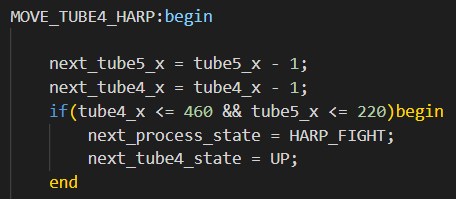 MOVE_TUBE4_HARP:begin
next_tube5_x = tube5_x - 1;
next_tube4_x = tube4_x - 1;
if(tube4_x <= 460 && tube5_x <= 220)begin
next_process_state = HARP_FIGHT;
next_tube4_state = UP;
end